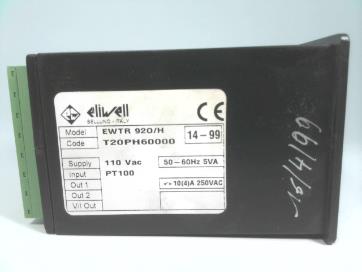 eliwell
BELLUNO - ITALY
CE
Model EWTR 920/H
14-99
Code T20PH60000
Supply 110 Vac 50-60Hz 5VA
Input PT100
Out 1 10(4)A 250VAC
Out 2
Vit Out
16/4/99